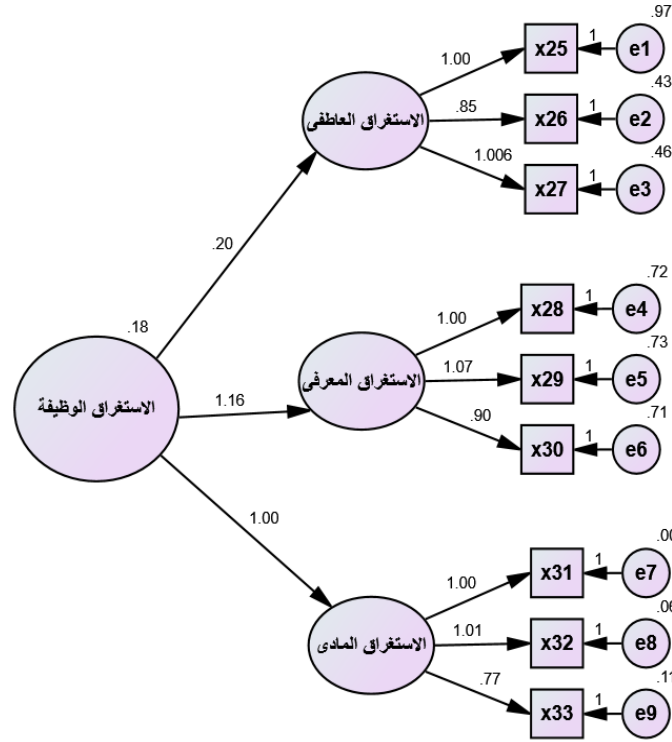 .97
1.00
x25
1
e1
.43
الاستغراق العاطفى
.85
x26
1
e2
.46
1.006
x27
1
e3
.20
.72
1.00
x28
1
e4
.18
.73
الاستغراق المعرفى
1.07
x29
1
e5
الاستغراق الوظيفة
1.16
.71
.90
x30
1
e6
1.00
.00
1.00
x31
1
e7
.06
الاستغراق المادى
1.01
x32
1
e8
.11
.77
x33
1
e9